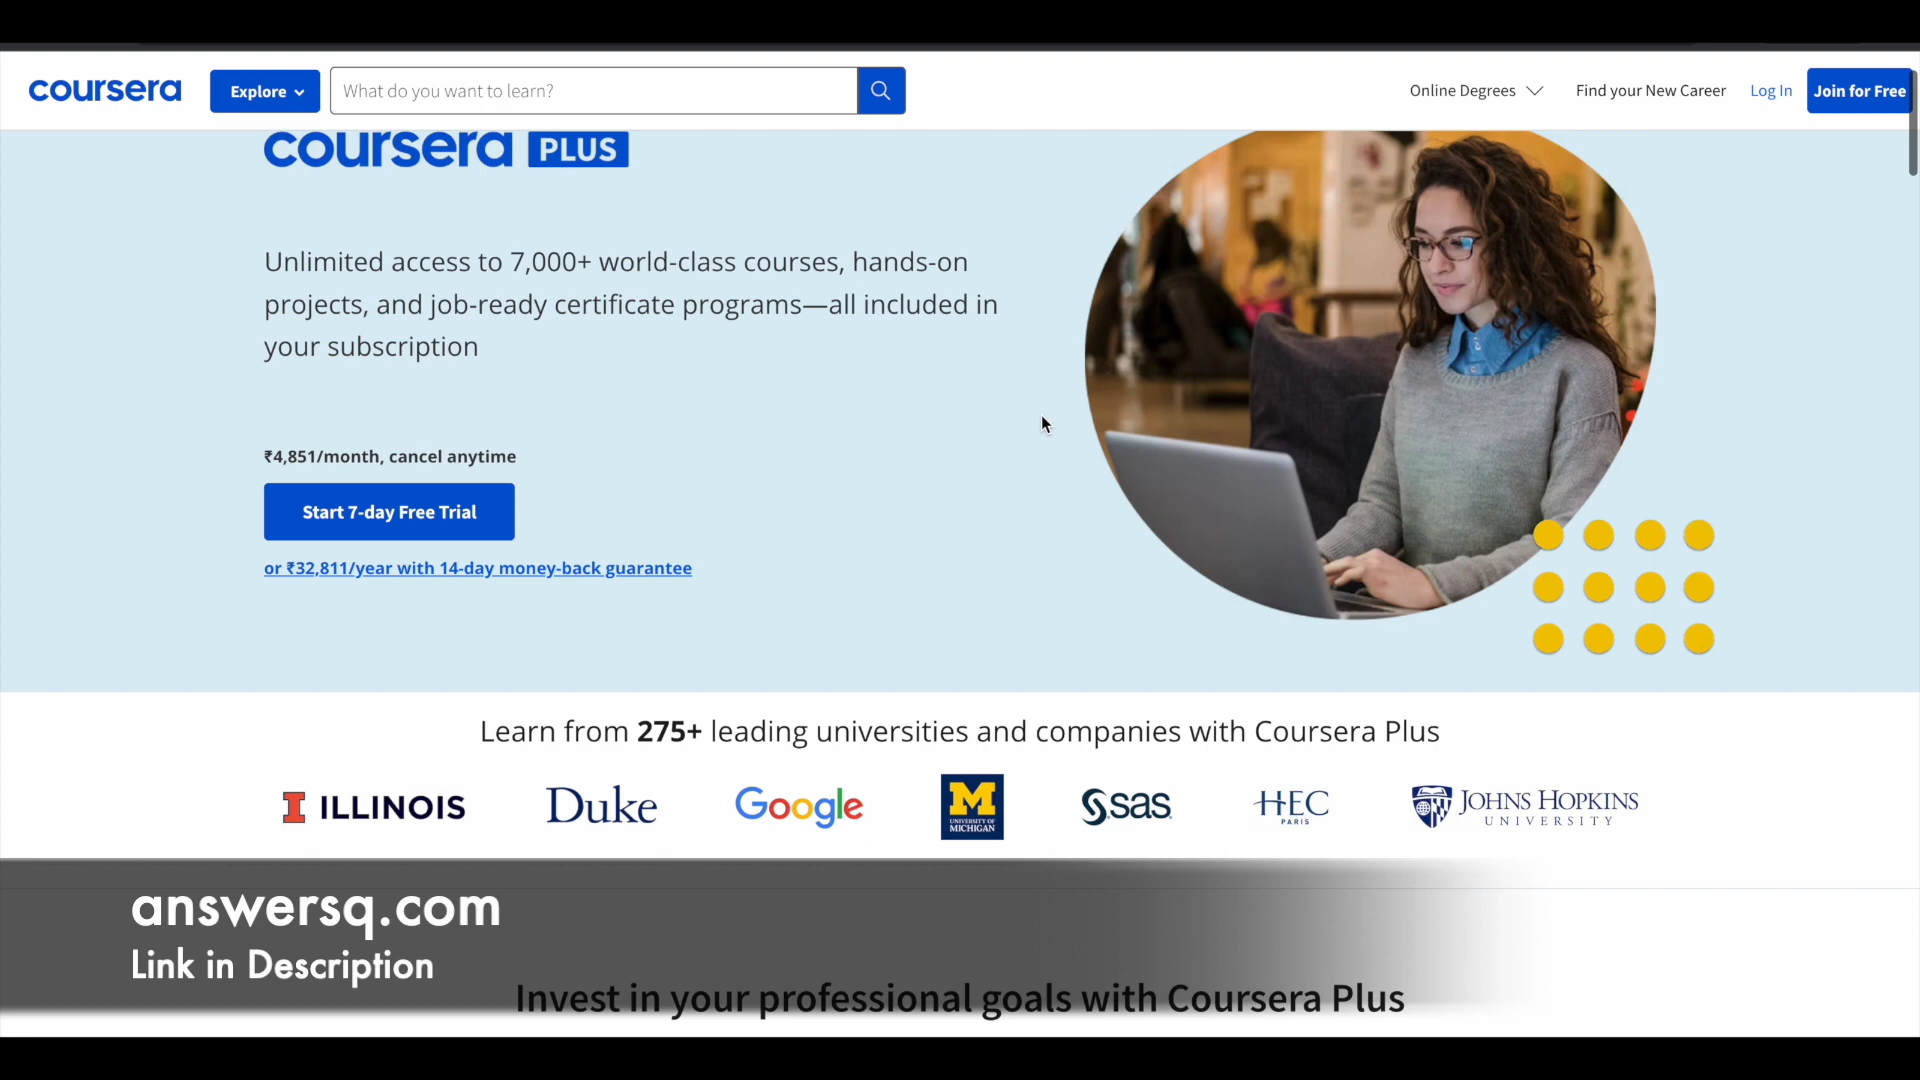 coursera
Explore
What do you want to learn?
Online Degrees
Find your New Career
Log In
Join for Free
coursera PLUS
Unlimited access to 7,000+ world-class courses, hands-on
projects, and job-ready certificate programs—all included in
your subscription
₹4,851/month, cancel anytime
Start 7-day Free Trial
or ₹32,811/year with 14-day money-back guarantee
Learn from 275+ leading universities and companies with Coursera Plus
I ILLINOIS
Duke
Google
M
UNIVERSITY OF
MICHIGAN
sas
HEC
PARIS
JOHNS HOPKINS
UNIVERSITY
answersq.com
Link in Description
Invest in your professional goals with Coursera Plus